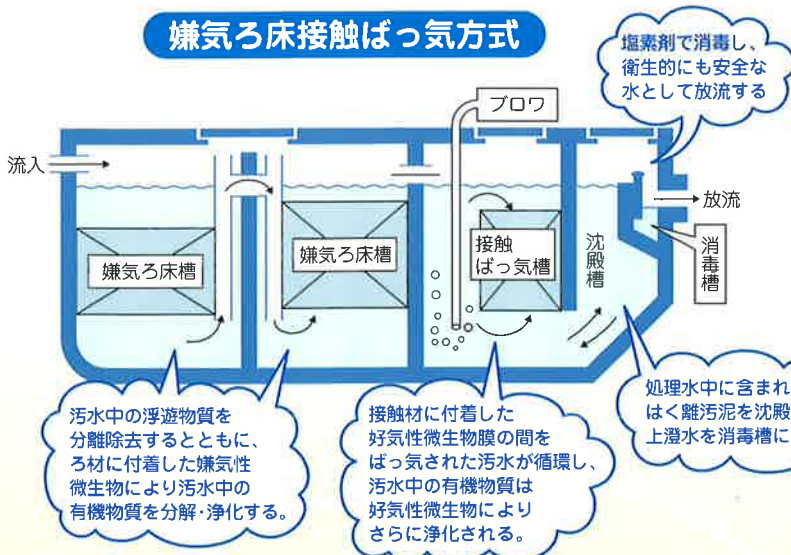 嫌気ろ床接触ばっ気方式
塩素剤で消毒し、
衛生的にも安全な
水として放流する
ブロワ
流入
放流
嫌気ろ床槽
嫌気ろ床槽
接触
ばっ気槽
沈殿槽
消毒槽
汚水中の浮遊物質を
分離除去するとともに、
ろ材に付着した嫌気性
微生物により汚水中の
有機物質を分解・浄化する。
接触材に付着した
好気性微生物膜の間を
ばっ気された汚水が循環し、
汚水中の有機物質は
好気性微生物により
さらに浄化される。
処理水中に含まれ
はく離汚泥を沈殿
上澄水を消毒槽に